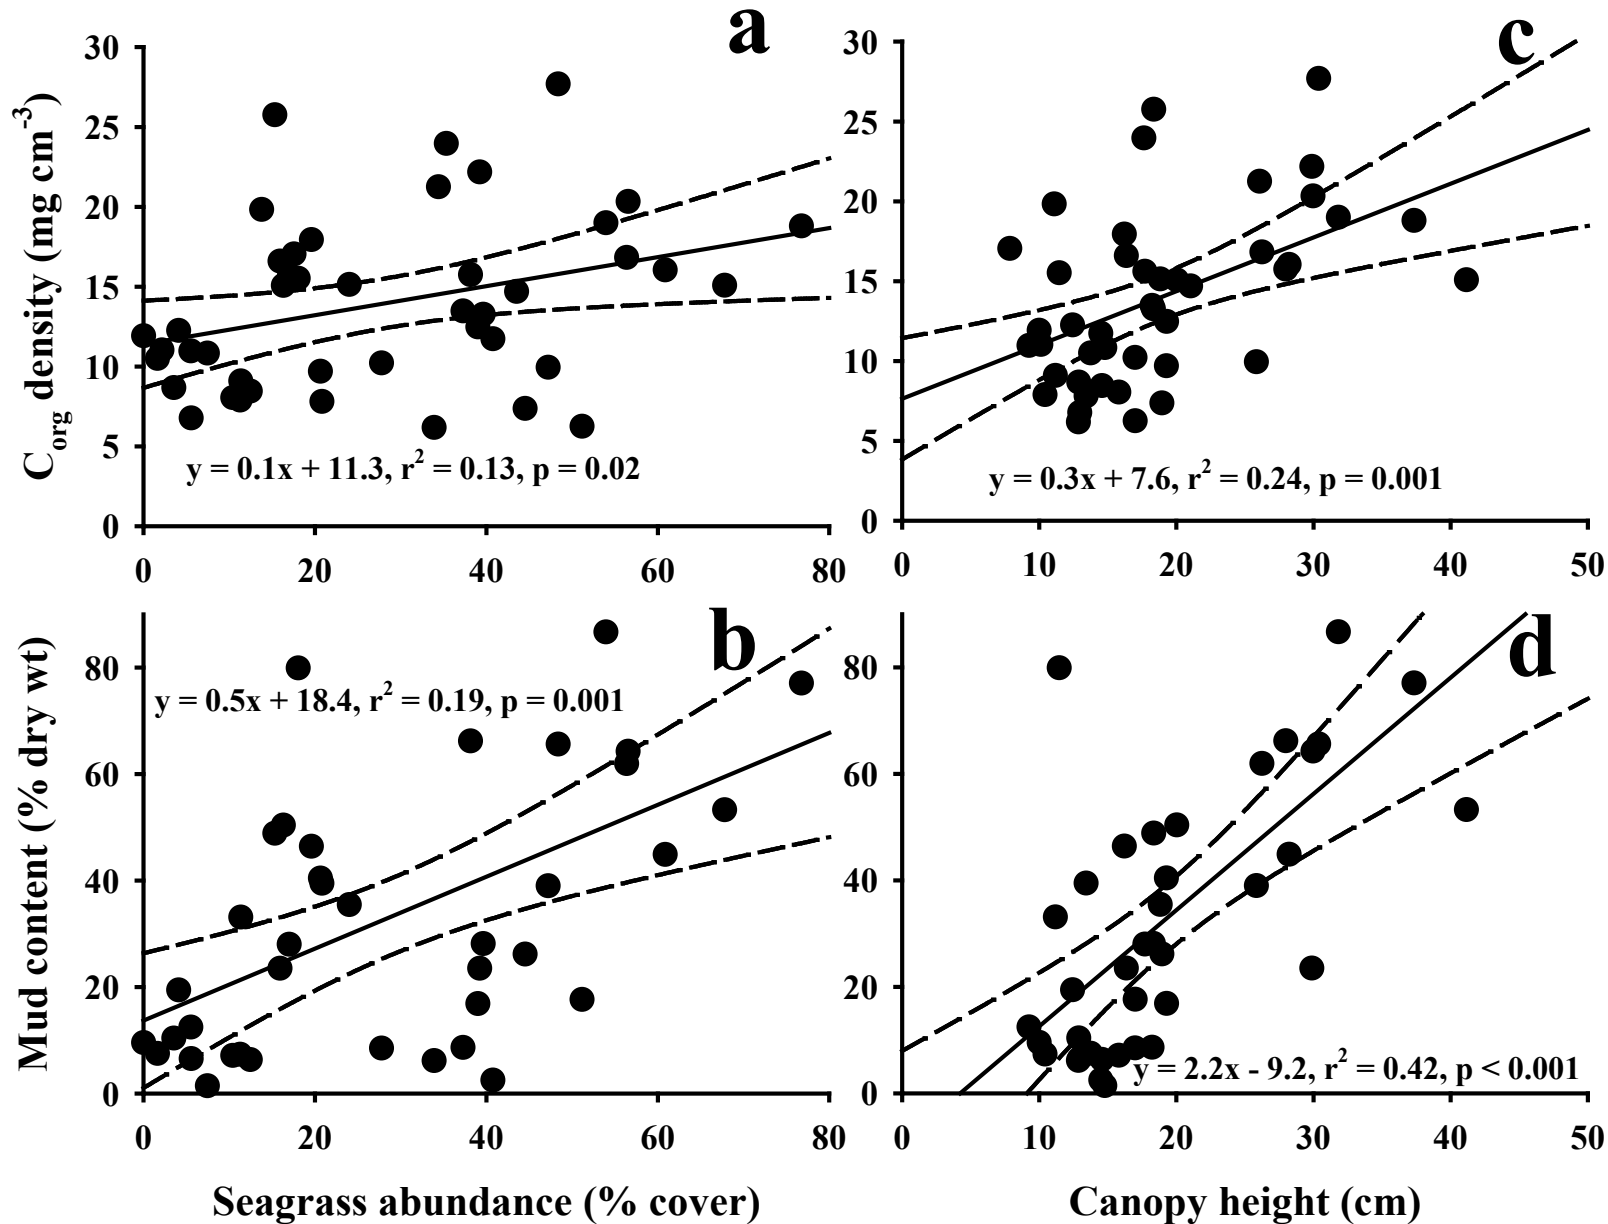 a
30
25
20
15
10
5
0
C_org density (mg cm⁻³)
y = 0.1x + 11.3, r² = 0.13, p = 0.02
0 20 40 60 80
c
30
25
20
15
10
5
0
y = 0.3x + 7.6, r² = 0.24, p = 0.001
0 10 20 30 40 50
b
80
60
40
20
0
Mud content (% dry wt)
y = 0.5x + 18.4, r² = 0.19, p = 0.001
0 20 40 60 80
Seagrass abundance (% cover)
d
80
60
40
20
0
y = 2.2x - 9.2, r² = 0.42, p < 0.001
0 10 20 30 40 50
Canopy height (cm)